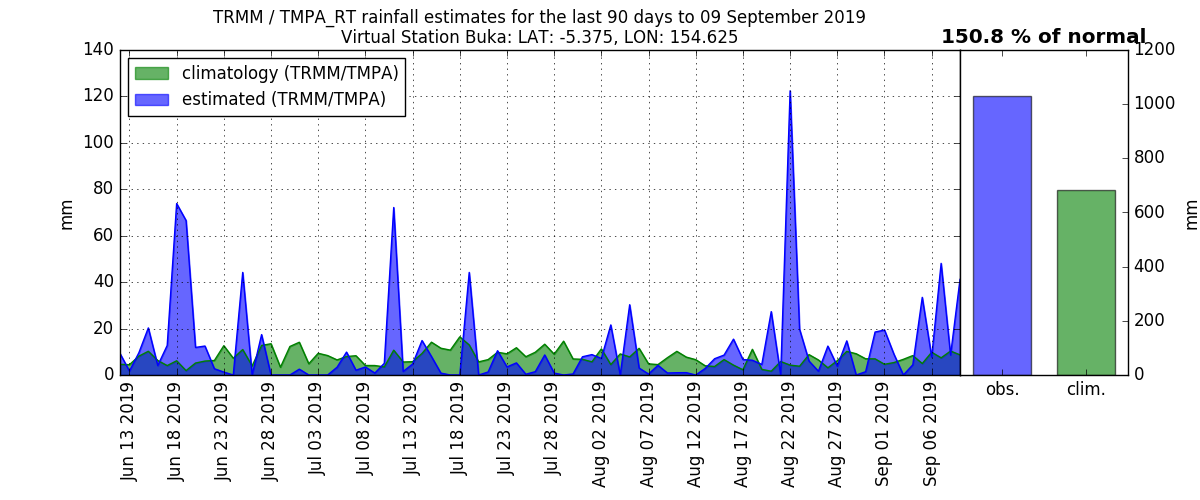 TRMM / TMPA_RT rainfall estimates for the last 90 days to 09 September 2019
Virtual Station Buka: LAT: -5.375, LON: 154.625
150.8 % of normal
climatology (TRMM/TMPA)
estimated (TRMM/TMPA)
140
120
100
80
60
40
20
0
mm
Jun 13 2019
Jun 18 2019
Jun 23 2019
Jun 28 2019
Jul 03 2019
Jul 08 2019
Jul 13 2019
Jul 18 2019
Jul 23 2019
Jul 28 2019
Aug 02 2019
Aug 07 2019
Aug 12 2019
Aug 17 2019
Aug 22 2019
Aug 27 2019
Sep 01 2019
Sep 06 2019
obs.
clim.
1200
1000
800
600
400
200
0
mm